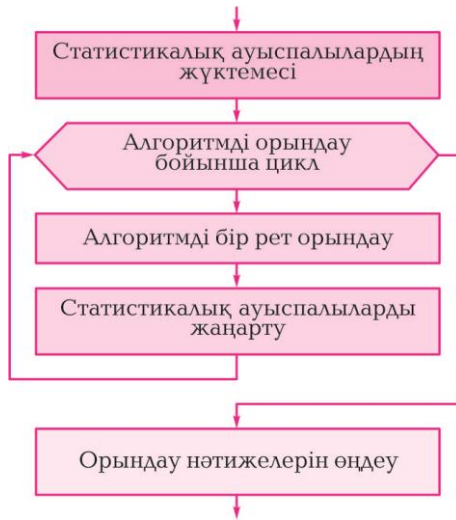 Статистикалық ауыспалылардың
жүктемесі
Алгоритмді орындау
бойынша цикл
Алгоритмді бір рет орындау
Статистикалық ауыспалыларды
жаңарту
Орындау нәтижелерін өңдеу